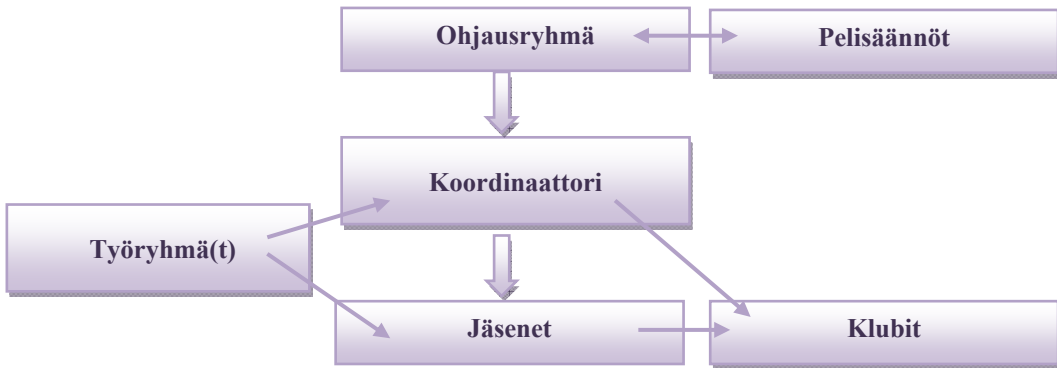 Ohjausryhmä
Pelisäännöt
Koordinaattori
Työryhmä(t)
Jäsenet
Klubit